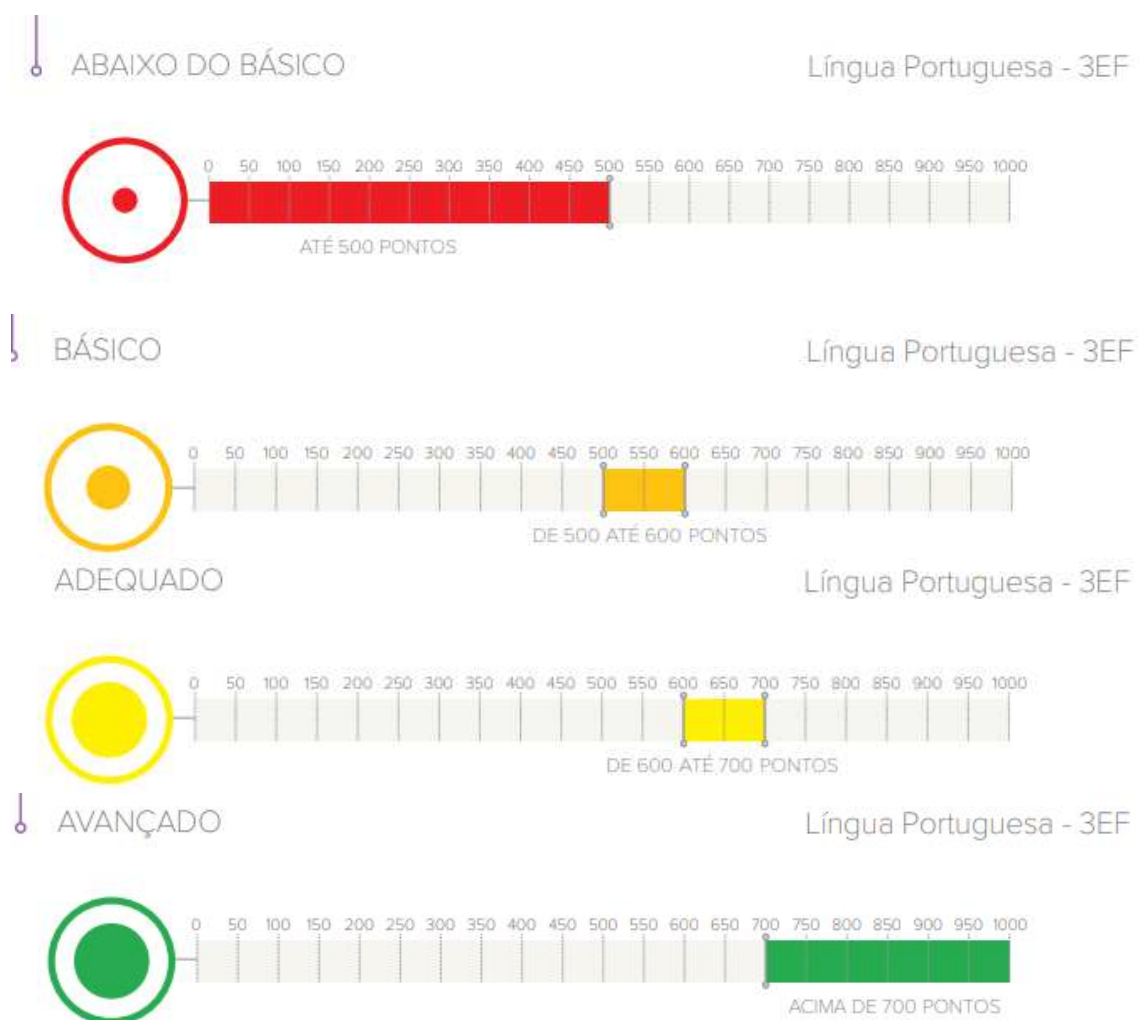 ABAIXO DO BÁSICO Língua Portuguesa - 3EF
0 50 100 150 200 250 300 350 400 450 500 550 600 650 700 750 800 850 900 950 1000
ATÉ 500 PONTOS
BÁSICO Língua Portuguesa - 3EF
0 50 100 150 200 250 300 350 400 450 500 550 600 650 700 750 800 850 900 950 1000
DE 500 ATÉ 600 PONTOS
ADEQUADO Língua Portuguesa - 3EF
0 50 100 150 200 250 300 350 400 450 500 550 600 650 700 750 800 850 900 950 1000
DE 600 ATÉ 700 PONTOS
AVANÇADO Língua Portuguesa - 3EF
0 50 100 150 200 250 300 350 400 450 500 550 600 650 700 750 800 850 900 950 1000
ACIMA DE 700 PONTOS